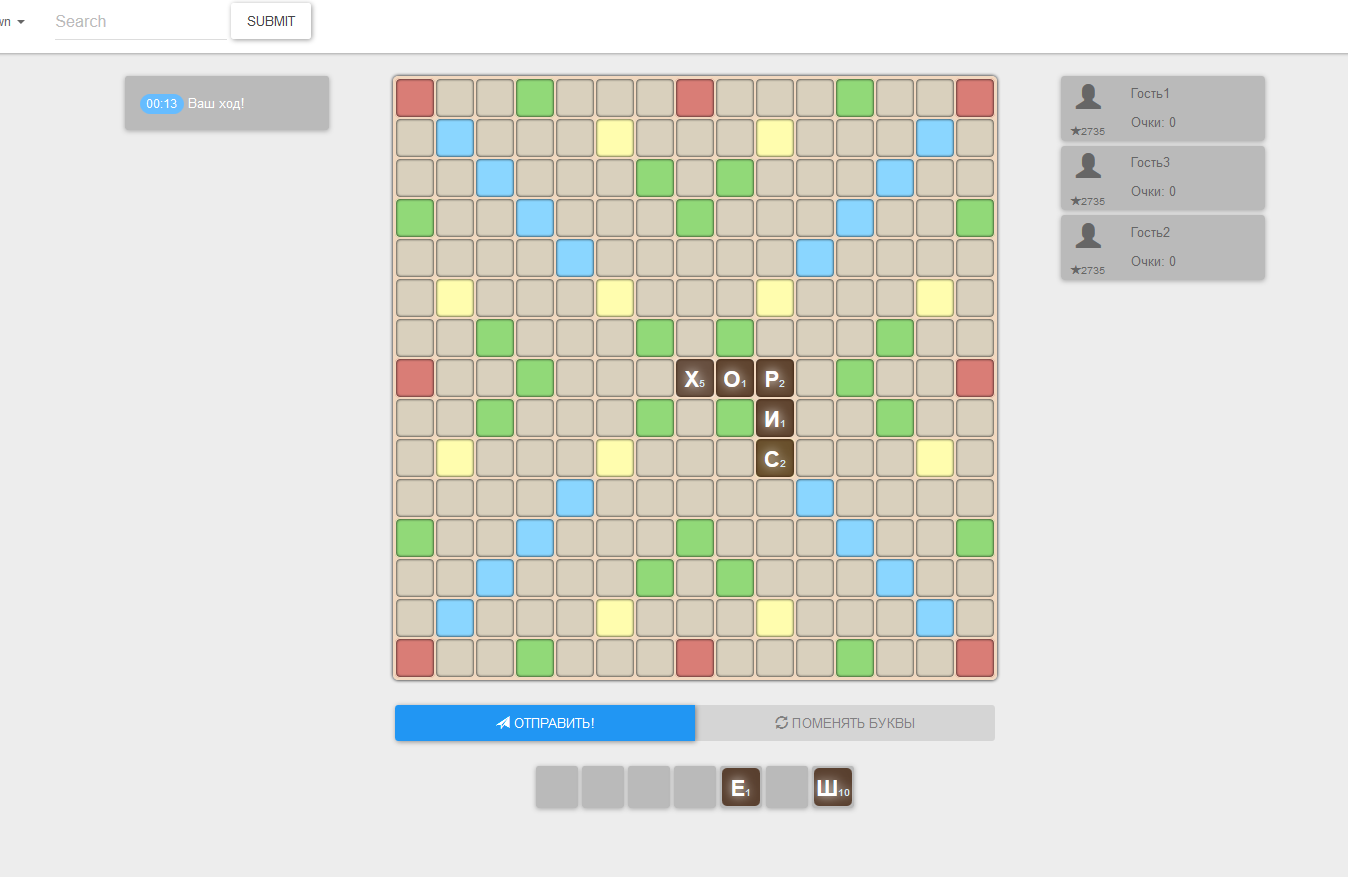 wn Search SUBMIT
00:13 Ваш ход!
Гость1
Очки: 0
★2735
Гость3
Очки: 0
★2735
Гость2
Очки: 0
★2735
Х5 О1 Р2
И1
С2
ОТПРАВИТЬ! ПОМЕНЯТЬ БУКВЫ
Е1 Ш10